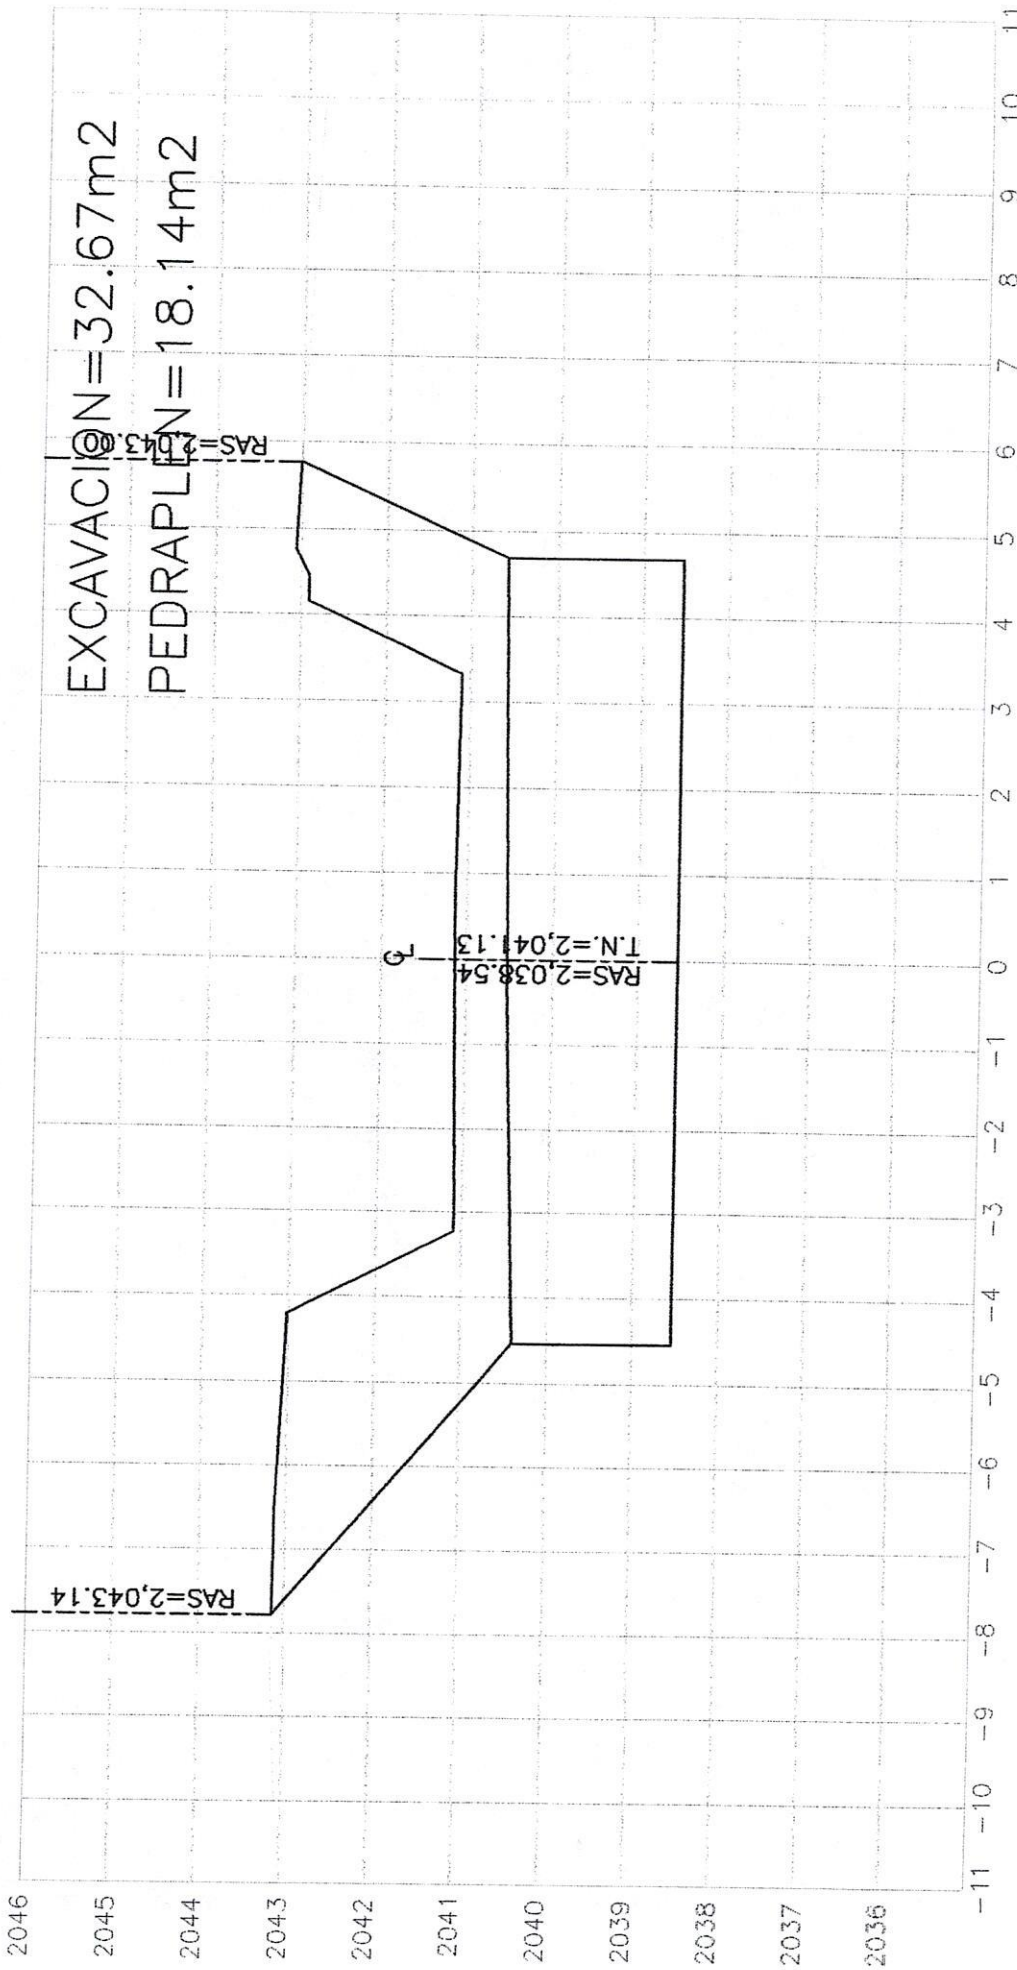 EXCAVACION=32.67m2
PEDRAPLEN=18.14m2
RAS=2,043.14
RAS=2,043.00
CL
RAS=2,038.54
T.N.=2,041.13
2046
2045
2044
2043
2042
2041
2040
2039
2038
2037
2036
-11 -10 -9 -8 -7 -6 -5 -4 -3 -2 -1 0 1 2 3 4 5 6 7 8 9 10 11